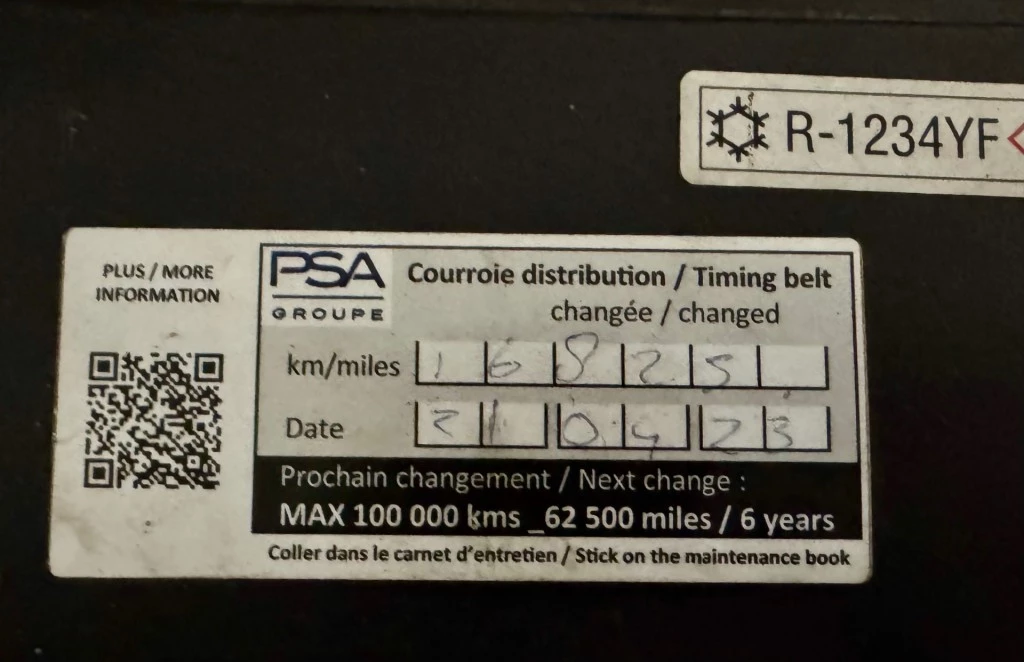 R-1234YF
PLUS / MORE
INFORMATION
PSA
GROUPE
Courroie distribution / Timing belt
changée / changed
km/miles 1 6 8 2 5
Date 2 1 0 4 2 3
Prochain changement / Next change :
MAX 100 000 kms _62 500 miles / 6 years
Coller dans le carnet d'entretien / Stick on the maintenance book